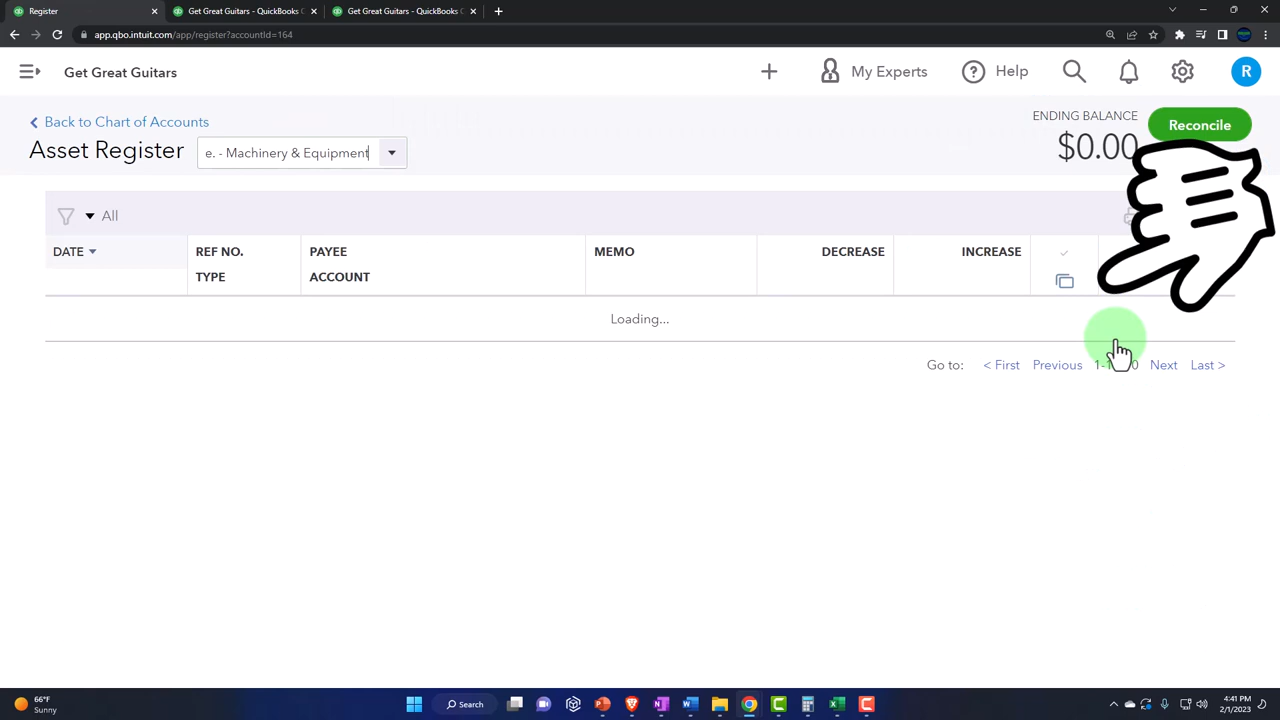 Register
Get Great Guitars - QuickBooks C
Get Great Guitars - QuickBooks C
app.qbo.intuit.com/app/register?accountId=164
Get Great Guitars
My Experts
Help
R
Back to Chart of Accounts
ENDING BALANCE
Reconcile
Asset Register
e. - Machinery & Equipment
$0.00
All
DATE
REF NO.
PAYEE
MEMO
DECREASE
INCREASE
TYPE
ACCOUNT
Loading...
Go to:
< First
Previous
Next
Last >
66°F
Sunny
Search
4:41 PM
2/1/2023